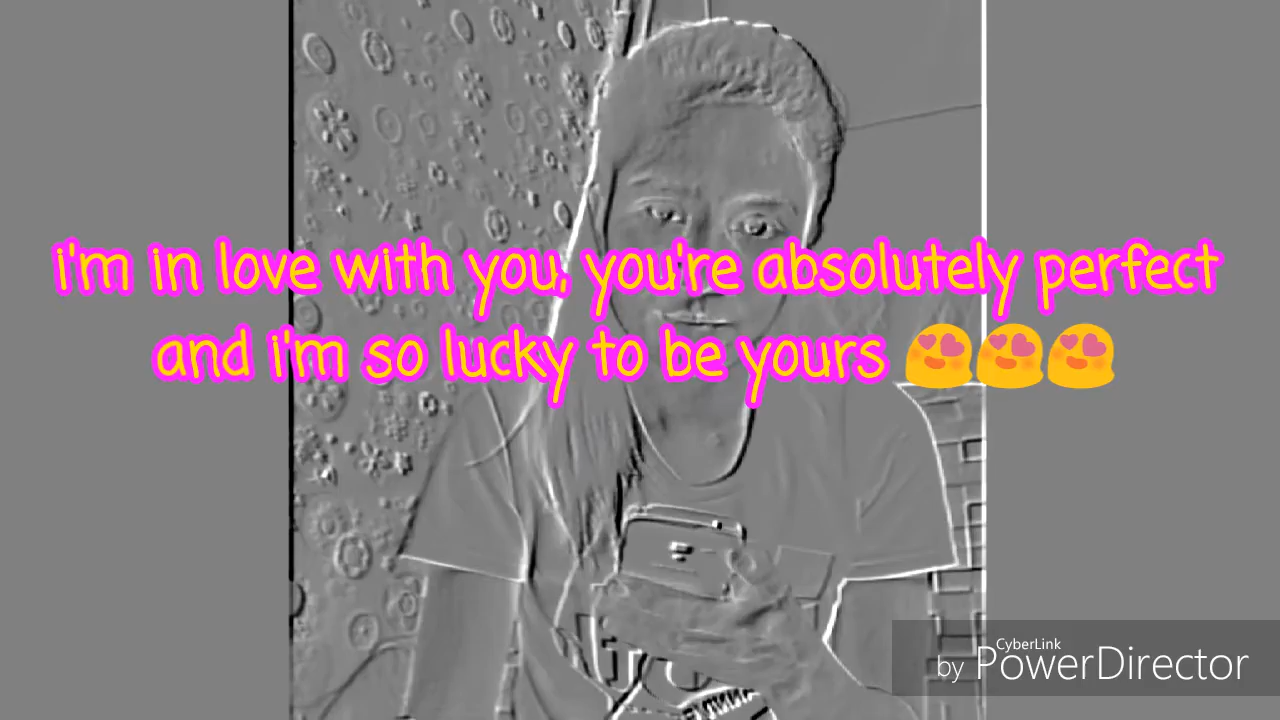 i'm in love with you, you're absolutely perfect
and i'm so lucky to be yours 😍😍😍
CyberLink
by PowerDirector